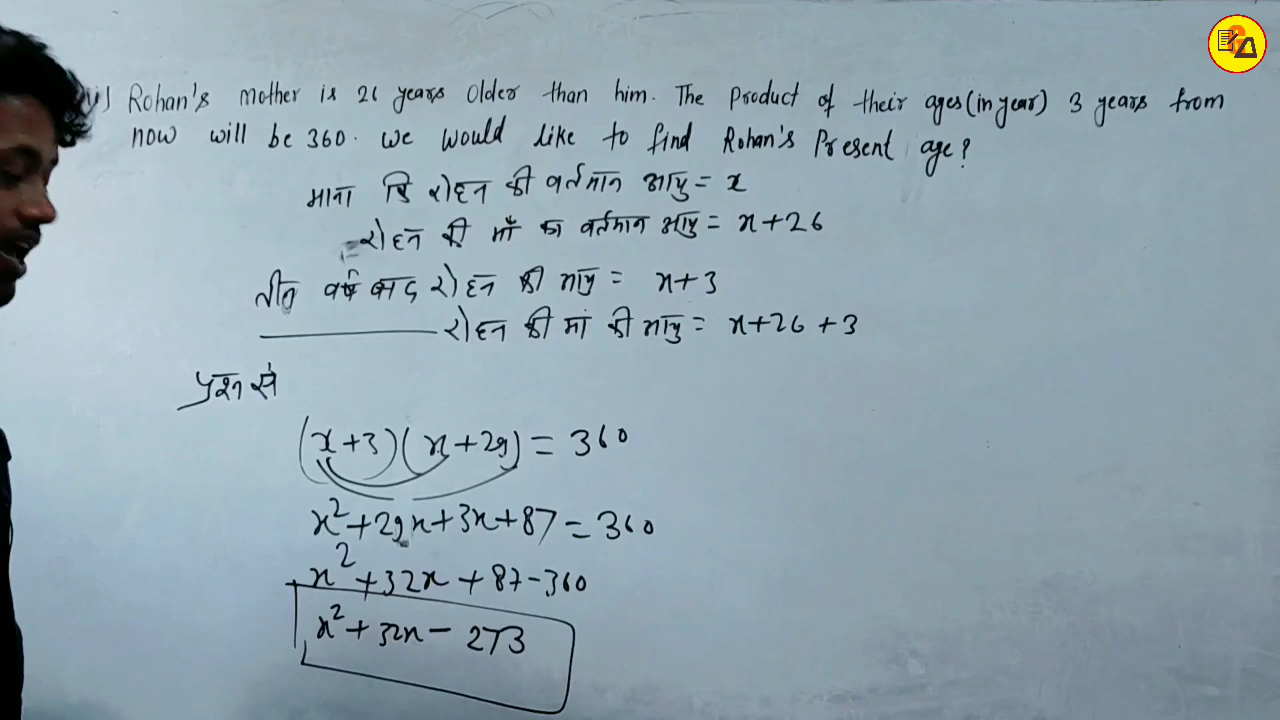 v) Rohan's mother is 26 years older than him. The Product of their ages (in year) 3 years from
now will be 360. We would like to find Rohan's Present age?
माना कि रोहन की वर्तमान आयु = x
रोहन की माँ का वर्तमान आयु = x+26
तीन वर्ष बाद रोहन की आयु = x+3
रोहन की मां की आयु = x+26+3
प्रश्न से
(x+3)(x+29) = 360
x²+29x+3x+87=360
x²+32x+87-360
x²+32x-273